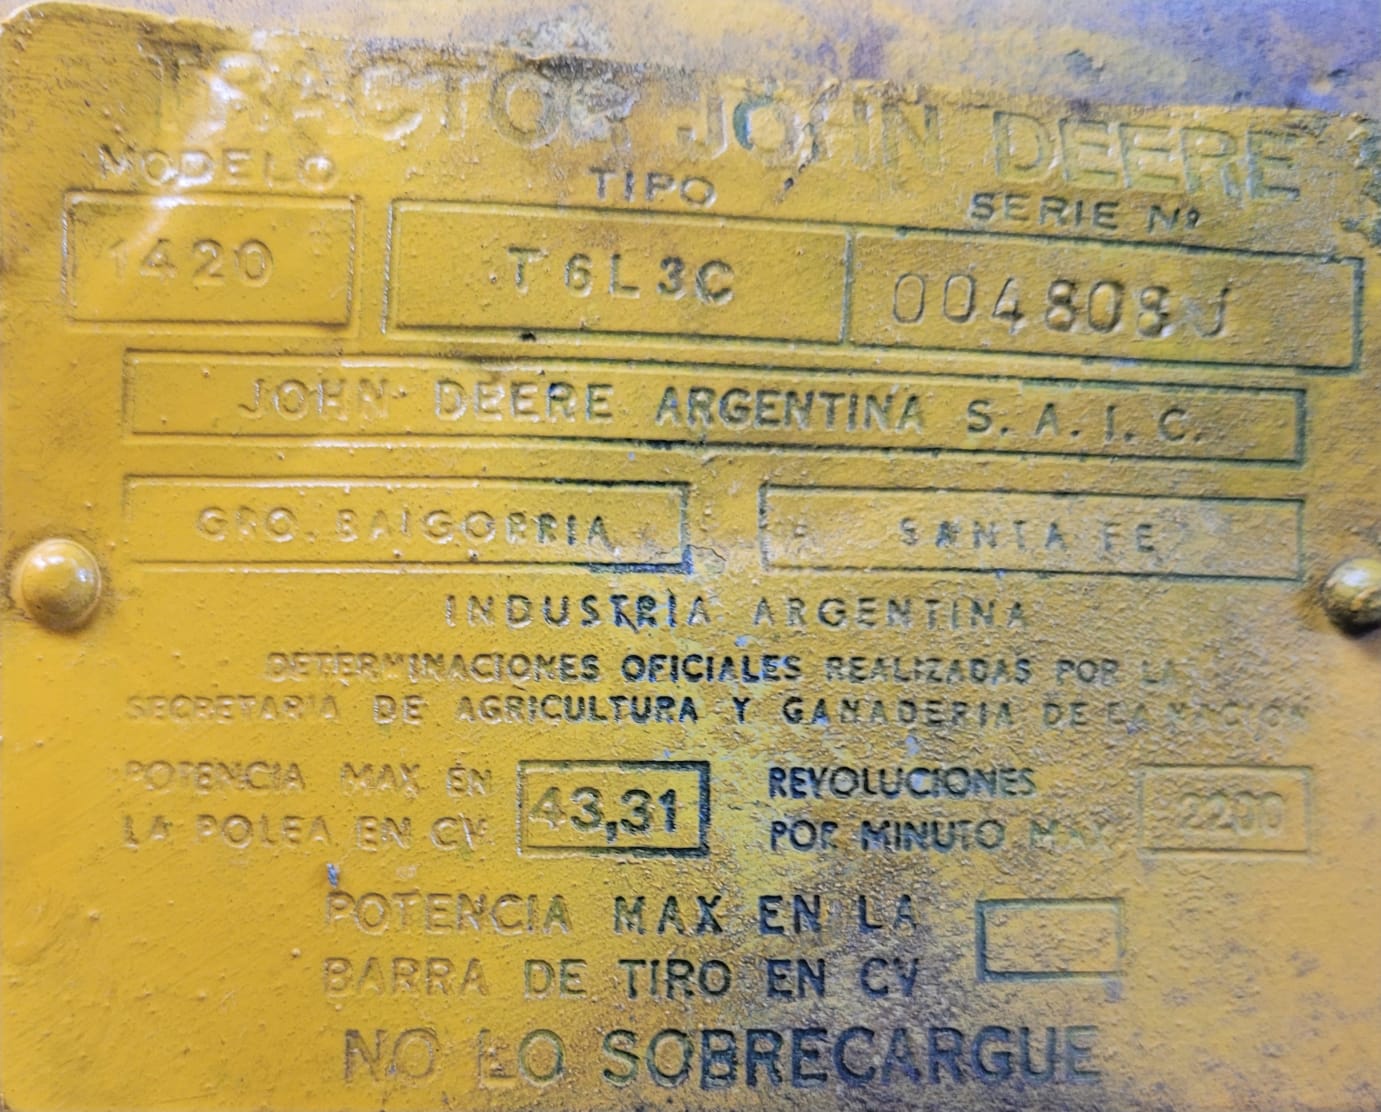 TRACTOR JOHN DEERE
MODELO TIPO SERIE Nº
1420 T6L3C 004808J
JOHN DEERE ARGENTINA S. A. I. C.
GRO. BAIGORRIA SANTA FE
INDUSTRIA ARGENTINA
DETERMINACIONES OFICIALES REALIZADAS POR LA
SECRETARIA DE AGRICULTURA Y GANADERIA DE LA NACION
POTENCIA MAX EN
LA POLEA EN CV 43,31
REVOLUCIONES
POR MINUTO MAX 2200
POTENCIA MAX EN LA
BARRA DE TIRO EN CV
NO LO SOBRECARGUE